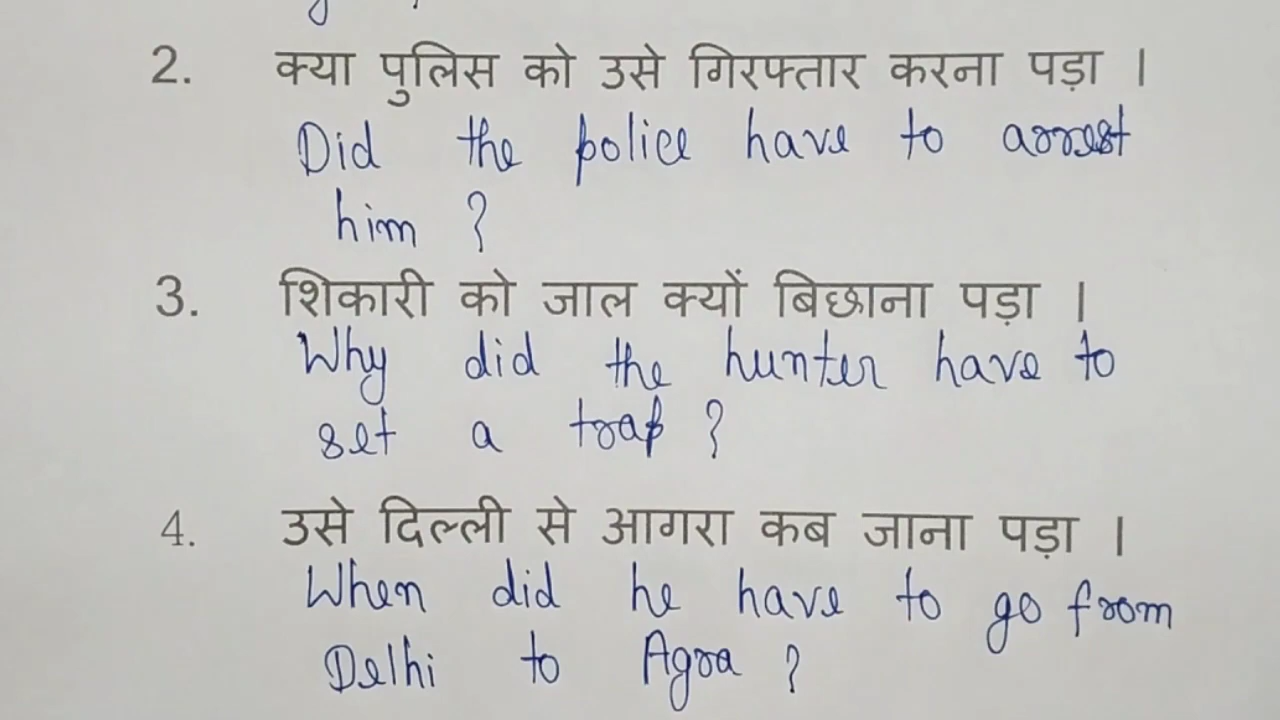 2. क्या पुलिस को उसे गिरफ्तार करना पड़ा ।
Did the police have to arrest
him ?
3. शिकारी को जाल क्यों बिछाना पड़ा ।
Why did the hunter have to
set a trap ?
4. उसे दिल्ली से आगरा कब जाना पड़ा ।
When did he have to go from
Delhi to Agra ?